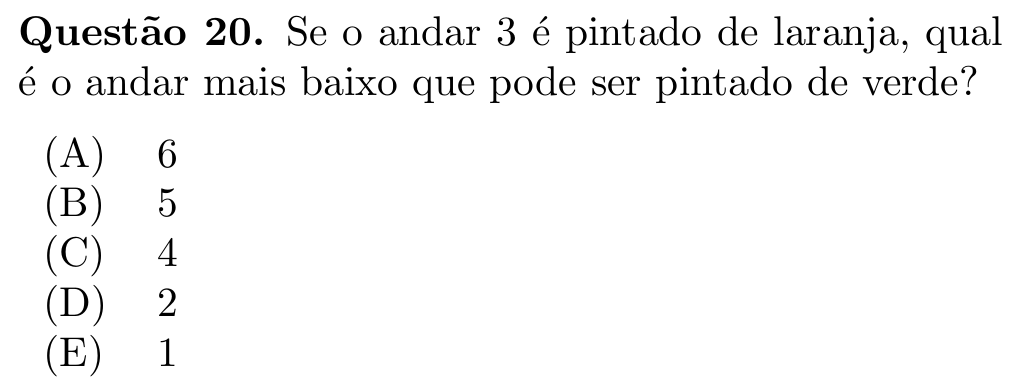 Questão 20. Se o andar 3 é pintado de laranja, qual
é o andar mais baixo que pode ser pintado de verde?
(A) 6
(B) 5
(C) 4
(D) 2
(E) 1